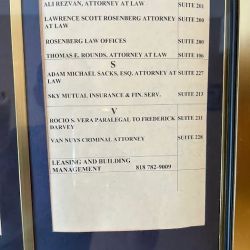 ALI REZVAN, ATTORNEY AT LAW SUITE 201
LAWRENCE SCOTT ROSENBERG ATTORNEY SUITE 200
AT LAW
ROSENBERG LAW OFFICES SUITE 200
THOMAS E. ROUNDS, ATTORNEY AT LAW SUITE 106
S
ADAM MICHAEL SACKS, ESQ. ATTORNEY AT SUITE 227
LAW
SKY MUTUAL INSURANCE & FIN. SERV. SUITE 213
V
ROCIO S. VERA PARALEGAL TO FREDERICK SUITE 231
DARVEY
VAN NUYS CRIMINAL ATTORNEY SUITE 228
LEASING AND BUILDING
MANAGEMENT 818 782-9009